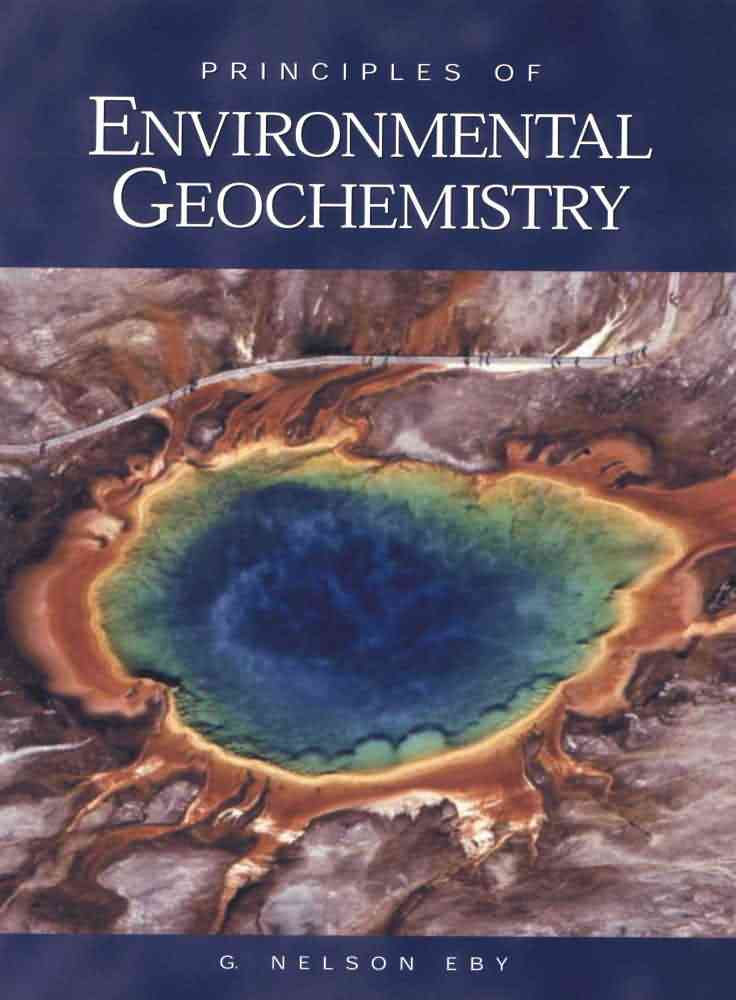 PRINCIPLES OF
ENVIRONMENTAL
GEOCHEMISTRY
G. NELSON EBY